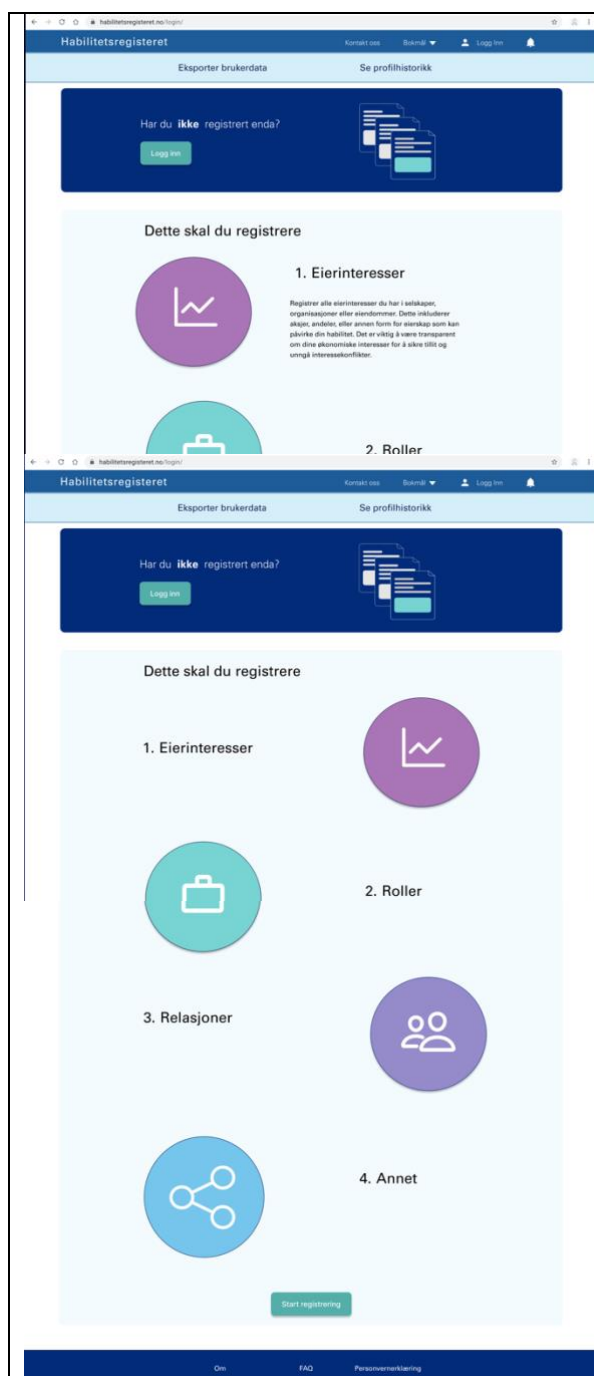 habilitetsregisteret.no/login/
Habilitetsregisteret
Kontakt oss Bokmål Logg Inn
Eksporter brukerdata Se profilhistorikk
Har du ikke registrert enda?
Logg inn
Dette skal du registrere
1. Eierinteresser
Registrer alle eierinteresser du har i selskaper,
organisasjoner eller eiendommer. Dette inkluderer
aksjer, andeler, eller annen form for eierskap som kan
påvirke din habilitet. Det er viktig å være transparent
om dine økonomiske interesser for å sikre tillit og
unngå interessekonflikter.
2. Roller
habilitetsregisteret.no/login/
Habilitetsregisteret
Kontakt oss Bokmål Logg Inn
Eksporter brukerdata Se profilhistorikk
Har du ikke registrert enda?
Logg inn
Dette skal du registrere
1. Eierinteresser
2. Roller
3. Relasjoner
4. Annet
Start registrering
Om FAQ Personvernerklæring